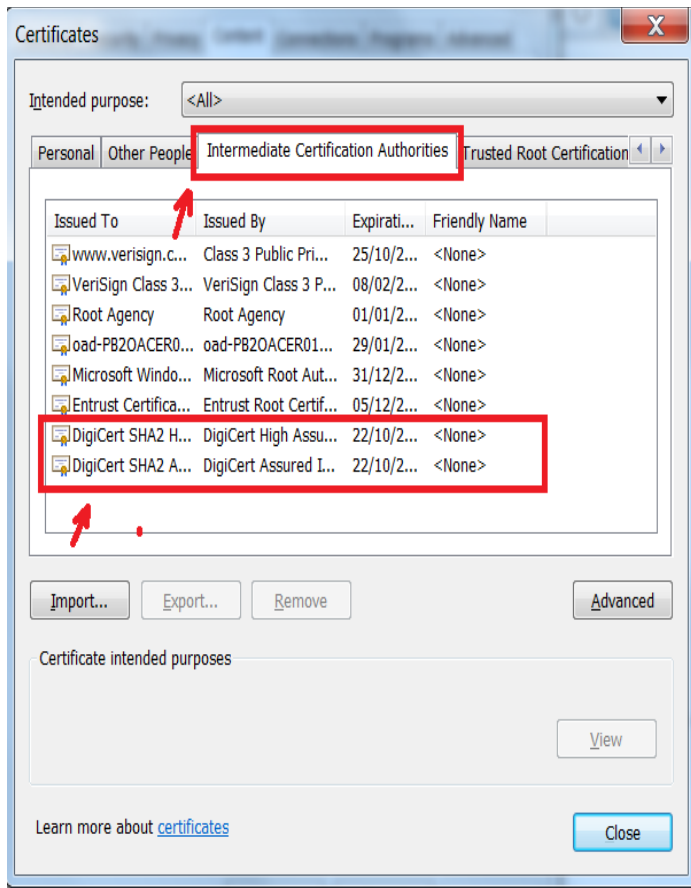 Certificates
Intended purpose: <All>
Personal Other People Intermediate Certification Authorities Trusted Root Certification
Issued To Issued By Expirati... Friendly Name
www.verisign.c... Class 3 Public Pri... 25/10/2... <None>
VeriSign Class 3... VeriSign Class 3 P... 08/02/2... <None>
Root Agency Root Agency 01/01/2... <None>
oad-PB2OACER0... oad-PB2OACER01... 29/01/2... <None>
Microsoft Windo... Microsoft Root Aut... 31/12/2... <None>
Entrust Certifica... Entrust Root Certif... 05/12/2... <None>
DigiCert SHA2 H... DigiCert High Assu... 22/10/2... <None>
DigiCert SHA2 A... DigiCert Assured I... 22/10/2... <None>
Import... Export... Remove Advanced
Certificate intended purposes
View
Learn more about certificates
Close